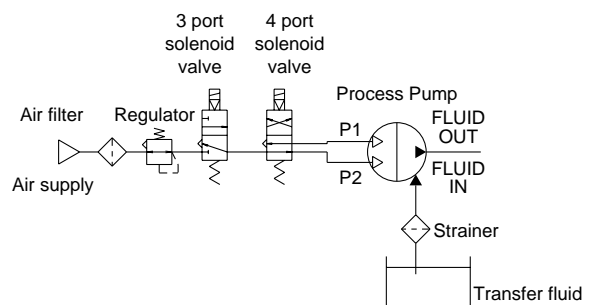 3 port
solenoid
valve
4 port
solenoid
valve
Process Pump
Air filter
Regulator
P1
FLUID
OUT
FLUID
IN
P2
Air supply
Strainer
Transfer fluid